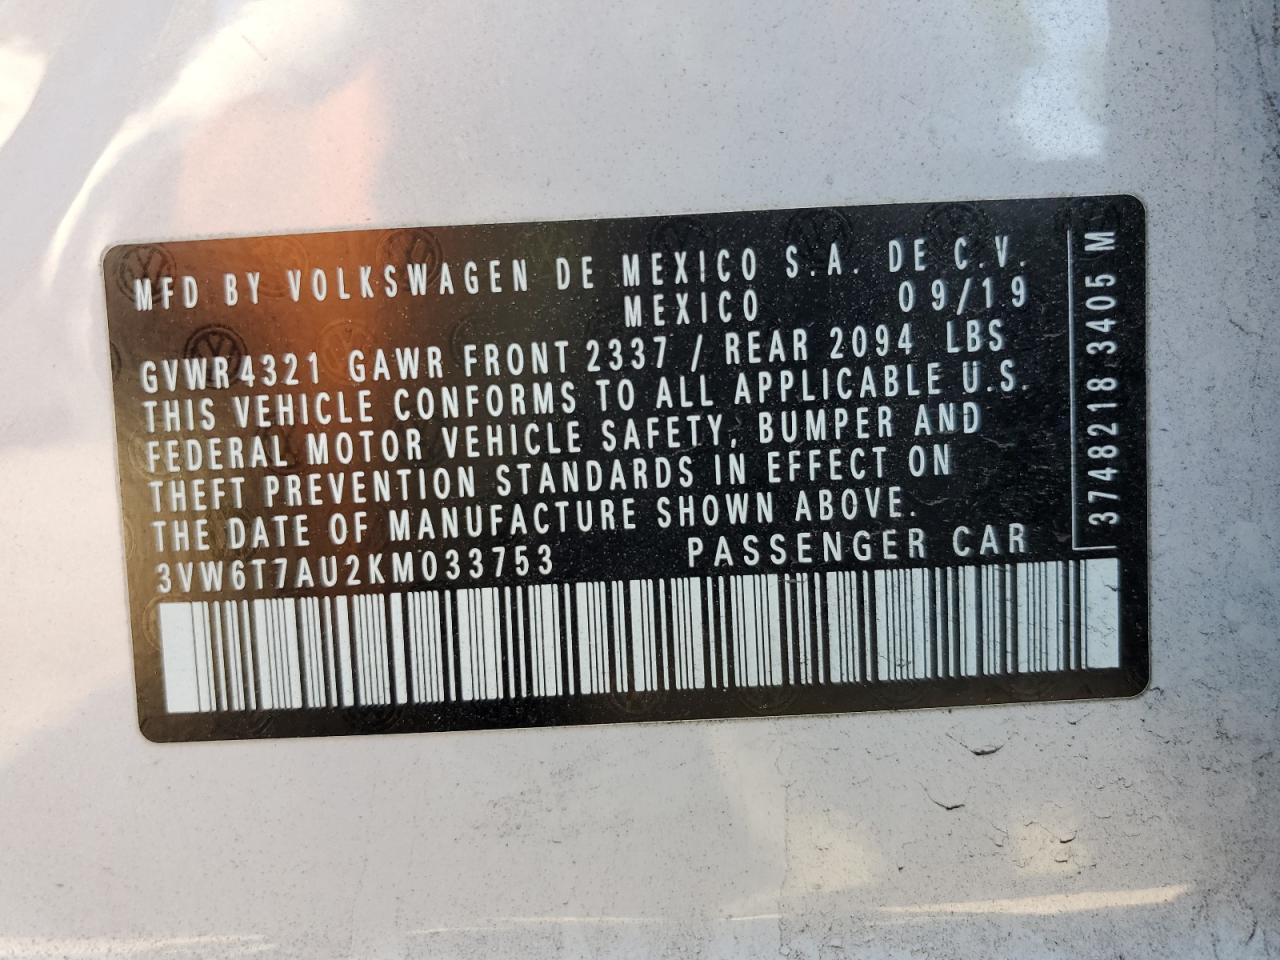 MFD BY VOLKSWAGEN DE MEXICO S.A. DE C.V.
MEXICO 09/19
GVWR4321 GAWR FRONT 2337 / REAR 2094 LBS
THIS VEHICLE CONFORMS TO ALL APPLICABLE U.S.
FEDERAL MOTOR VEHICLE SAFETY, BUMPER AND
THEFT PREVENTION STANDARDS IN EFFECT ON
THE DATE OF MANUFACTURE SHOWN ABOVE.
3VW6T7AU2KM033753 PASSENGER CAR
3748218 3405 M